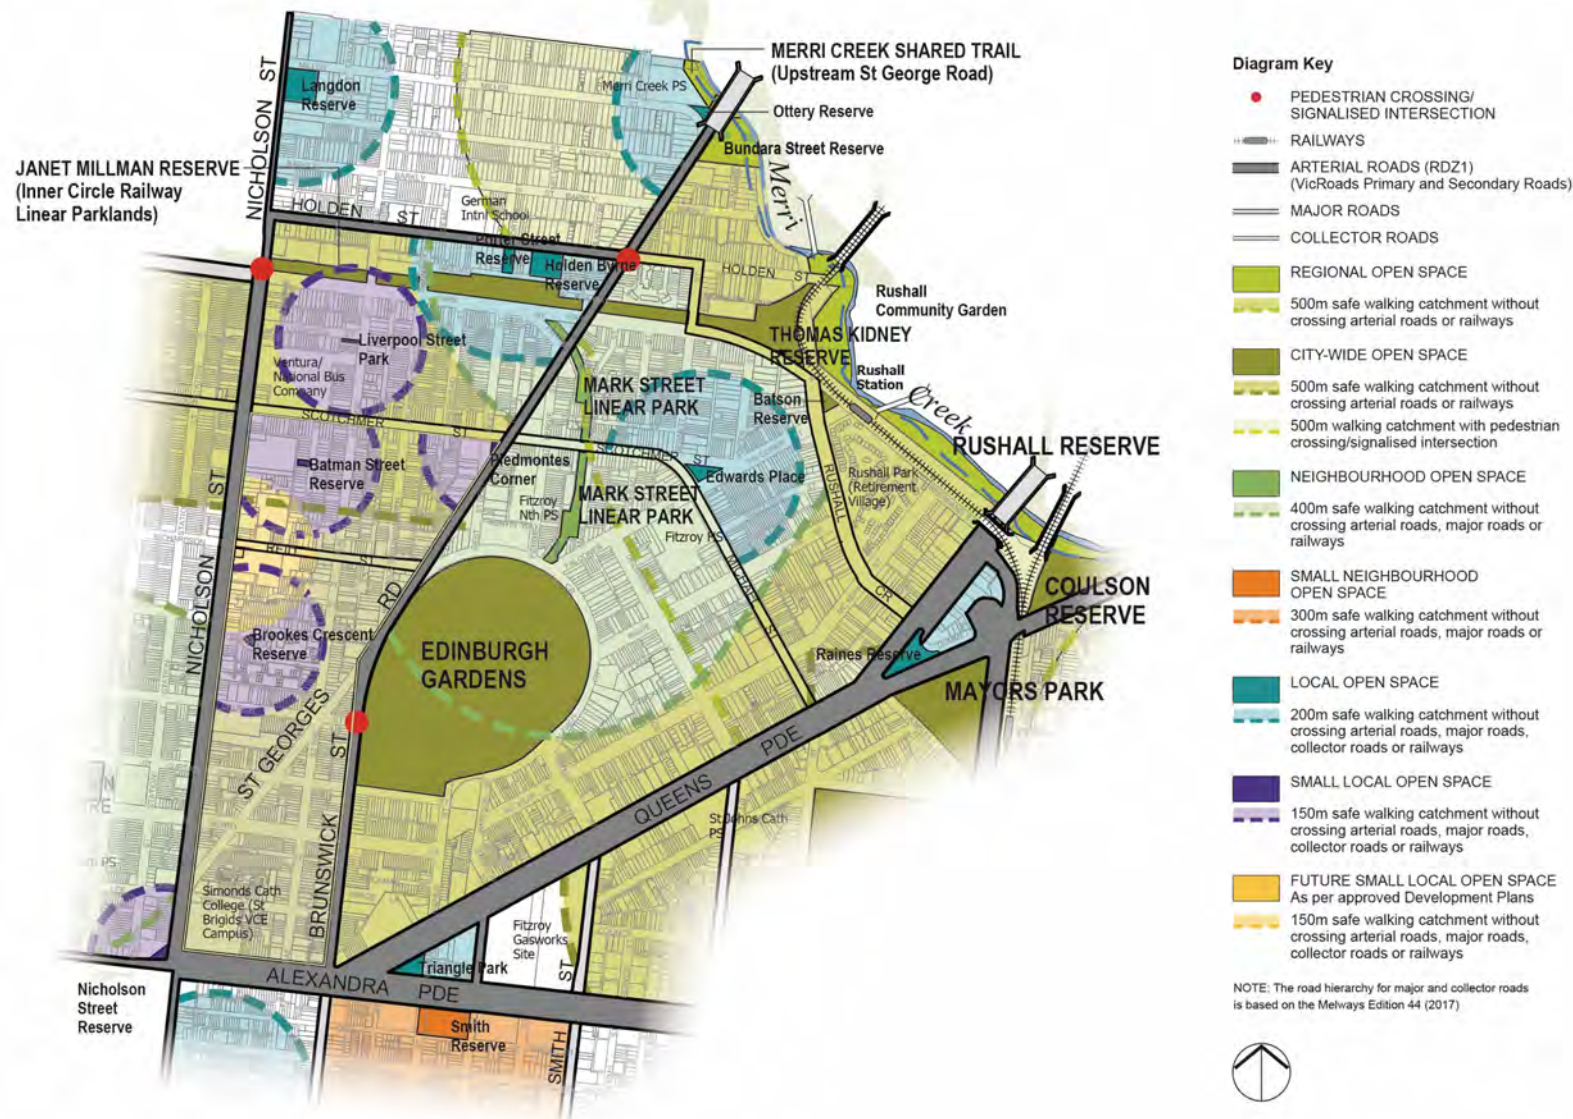 MERRI CREEK SHARED TRAIL
(Upstream St George Road)
Langdon
Reserve
Merri Creek PS
Ottery Reserve
Bundara Street Reserve
NICHOLSON ST
JANET MILLMAN RESERVE
(Inner Circle Railway
Linear Parklands)
HOLDEN ST
German
Intnl School
Porter Street
Reserve
Holden Byrne
Reserve
Merri
HOLDEN ST
Rushall
Community Garden
THOMAS KIDNEY
RESERVE
Liverpool Street
Park
Ventura/
National Bus
Company
MARK STREET
LINEAR PARK
Rushall
Station
Batson
Reserve
Creek
SCOTCHMER ST
SCOTCHMER ST
RUSHALL RESERVE
Batman Street
Reserve
Piedmontes
Corner
Edwards Place
Rushall Park
(Retirement
Village)
RUSHALL
CR
MARK STREET
LINEAR PARK
Fitzroy
Nth PS
Fitzroy PS
MICHAEL ST
NICHOLSON ST
REID ST
COULSON
RESERVE
Brookes Crescent
Reserve
EDINBURGH
GARDENS
Raines Reserve
MAYORS PARK
ST GEORGES RD
QUEENS PDE
St Johns Cath
PS
BRUNSWICK ST
Simonds Cath
College (St
Brigids VCE
Campus)
Fitzroy
Gasworks
Site
Triangle Park
ALEXANDRA PDE
Nicholson
Street
Reserve
Smith
Reserve
SMITH ST
Diagram Key
PEDESTRIAN CROSSING/
SIGNALISED INTERSECTION
RAILWAYS
ARTERIAL ROADS (RDZ1)
(VicRoads Primary and Secondary Roads)
MAJOR ROADS
COLLECTOR ROADS
REGIONAL OPEN SPACE
500m safe walking catchment without
crossing arterial roads or railways
CITY-WIDE OPEN SPACE
500m safe walking catchment without
crossing arterial roads or railways
500m walking catchment with pedestrian
crossing/signalised intersection
NEIGHBOURHOOD OPEN SPACE
400m safe walking catchment without
crossing arterial roads, major roads or
railways
SMALL NEIGHBOURHOOD
OPEN SPACE
300m safe walking catchment without
crossing arterial roads, major roads or
railways
LOCAL OPEN SPACE
200m safe walking catchment without
crossing arterial roads, major roads,
collector roads or railways
SMALL LOCAL OPEN SPACE
150m safe walking catchment without
crossing arterial roads, major roads,
collector roads or railways
FUTURE SMALL LOCAL OPEN SPACE
As per approved Development Plans
150m safe walking catchment without
crossing arterial roads, major roads,
collector roads or railways
NOTE: The road hierarchy for major and collector roads
is based on the Melways Edition 44 (2017)